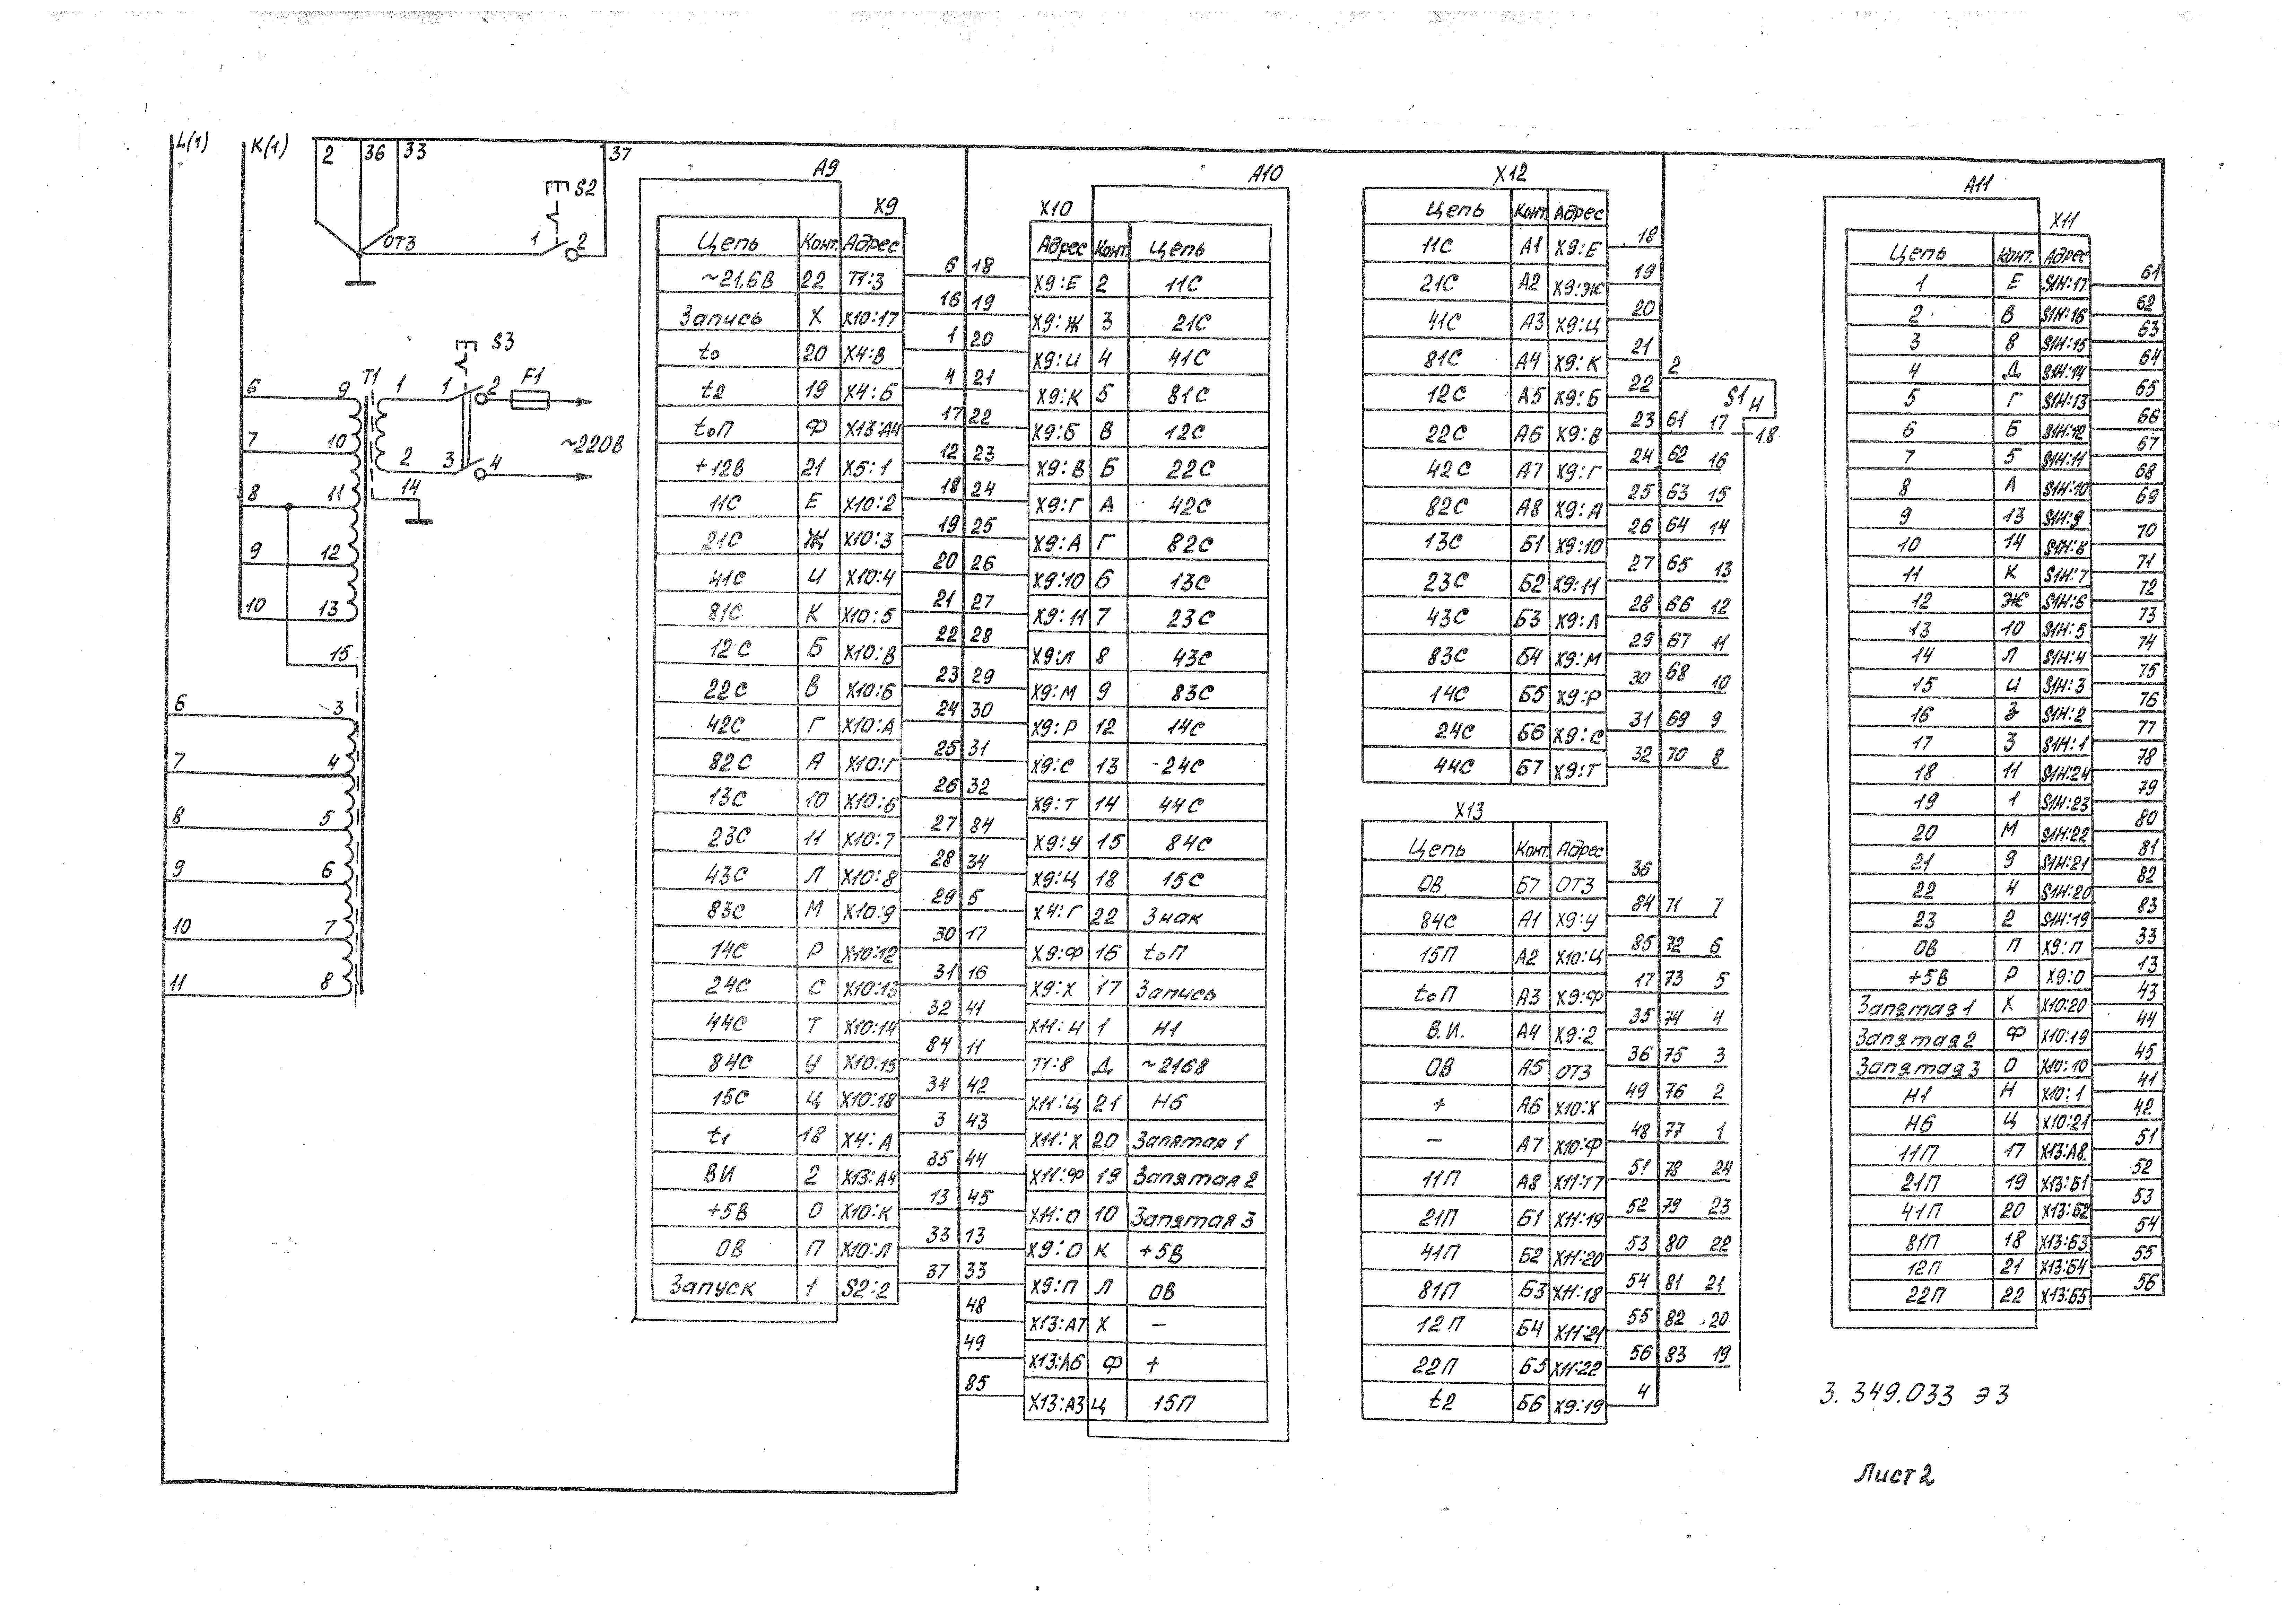 L(1) K(1) 2 36 33 37
S2
ОТЗ 1 2
S3
T1 1 1 2 F1
~220В
2 3 4
14
6 9
7 10
8 11
9 12
10 13
15
6 3
7 4
8 5
9 6
10 7
11 8
А9
X9
Цепь Конт. Адрес
~21,6В 22 T1:3 6
Запись Х X10:17 16
t0 20 X4:В 1
t2 19 X4:Б 4
t0П Ф X13:А4 17
+12В 21 X5:1 12
11С Е X10:2 18
21С Ж X10:3 19
41С И X10:4 20
81С К X10:5 21
12С Б X10:В 22
22С В X10:Б 23
42С Г X10:А 24
82С А X10:Г 25
13С 10 X10:6 26
23С 11 X10:7 27
43С Л X10:8 28
83С М X10:9 29
14С Р X10:12 30
24С С X10:13 31
44С Т X10:14 32
84С У X10:15 84
15С Ц X10:18 34
t1 18 X4:А 3
ВИ 2 X13:А4 35
+5В О X10:К 13
ОВ П X10:Л 33
Запуск 1 S2:2 37
А10
X10
Адрес Конт. Цепь
18 X9:Е 2 11С
19 X9:Ж 3 21С
20 X9:И 4 41С
21 X9:К 5 81С
22 X9:Б В 12С
23 X9:В Б 22С
24 X9:Г А 42С
25 X9:А Г 82С
26 X9:10 6 13С
27 X9:11 7 23С
28 X9:Л 8 43С
29 X9:М 9 83С
30 X9:Р 12 14С
31 X9:С 13 -24С
32 X9:Т 14 44С
84 X9:У 15 84С
34 X9:Ц 18 15С
5 X4:Г 22 Знак
17 X9:Ф 16 t0П
16 X9:Х 17 Запись
41 X11:Н 1 Н1
11 T1:8 Д ~216В
42 X11:Ц 21 Н6
43 X11:Х 20 Запятая 1
44 X11:Ф 19 Запятая 2
45 X11:О 10 Запятая 3
13 X9:О К +5В
33 X9:П Л ОВ
48 X13:А7 Х –
49 X13:А6 Ф +
85 X13:А3 Ц 15П
X12
Цепь Конт. Адрес
11С А1 X9:Е 18
21С А2 X9:Ж 19
41С А3 X9:Ц 20
81С А4 X9:К 21
12С А5 X9:Б 22
22С А6 X9:В 23
42С А7 X9:Г 24
82С А8 X9:А 25
13С Б1 X9:10 26
23С Б2 X9:11 27
43С Б3 X9:Л 28
83С Б4 X9:М 29
14С Б5 X9:Р 30
24С Б6 X9:С 31
44С Б7 X9:Т 32
X13
Цепь Конт. Адрес
ОВ Б7 ОТЗ 36
84С А1 X9:У 84
15П А2 X10:Ц 85
t0П А3 X9:Ф 17
В.И. А4 X9:2 35
ОВ А5 ОТЗ 36
+ А6 X10:Х 49
– А7 X10:Ф 48
11П А8 X11:17 51
21П Б1 X11:19 52
41П Б2 X11:20 53
81П Б3 X11:18 54
12П Б4 X11:21 55
22П Б5 X11:22 56
t2 Б6 X9:19 4
2
S1 Н
61 17 18
62 16
63 15
64 14
65 13
66 12
67 11
68 10
69 9
70 8
71 7
72 6
73 5
74 4
75 3
76 2
77 1
78 24
79 23
80 22
81 21
82 20
83 19
А11
X11
Цепь Конт. Адрес
1 Е S1Н:17 61
2 В S1Н:16 62
3 8 S1Н:15 63
4 Д S1Н:14 64
5 Г S1Н:13 65
6 Б S1Н:12 66
7 5 S1Н:11 67
8 А S1Н:10 68
9 13 S1Н:9 69
10 14 S1Н:8 70
11 К S1Н:7 71
12 Ж S1Н:6 72
13 10 S1Н:5 73
14 Л S1Н:4 74
15 И S1Н:3 75
16 S1Н:2 76
17 3 S1Н:1 77
18 11 S1Н:24 78
19 1 S1Н:23 79
20 М S1Н:22 80
21 9 S1Н:21 81
22 4 S1Н:20 82
23 2 S1Н:19 83
ОВ П X9:П 33
+5В Р X9:О 13
Запятая 1 Х X10:20 43
Запятая 2 Ф X10:19 44
Запятая 3 О X10:10 45
Н1 Н X10:1 41
Н6 Ц X10:21 42
11П 17 X13:А8 51
21П 19 X13:Б1 52
41П 20 X13:Б2 53
81П 18 X13:Б3 54
12П 21 X13:Б4 55
22П 22 X13:Б5 56
3.349.033 Э3
Лист 2